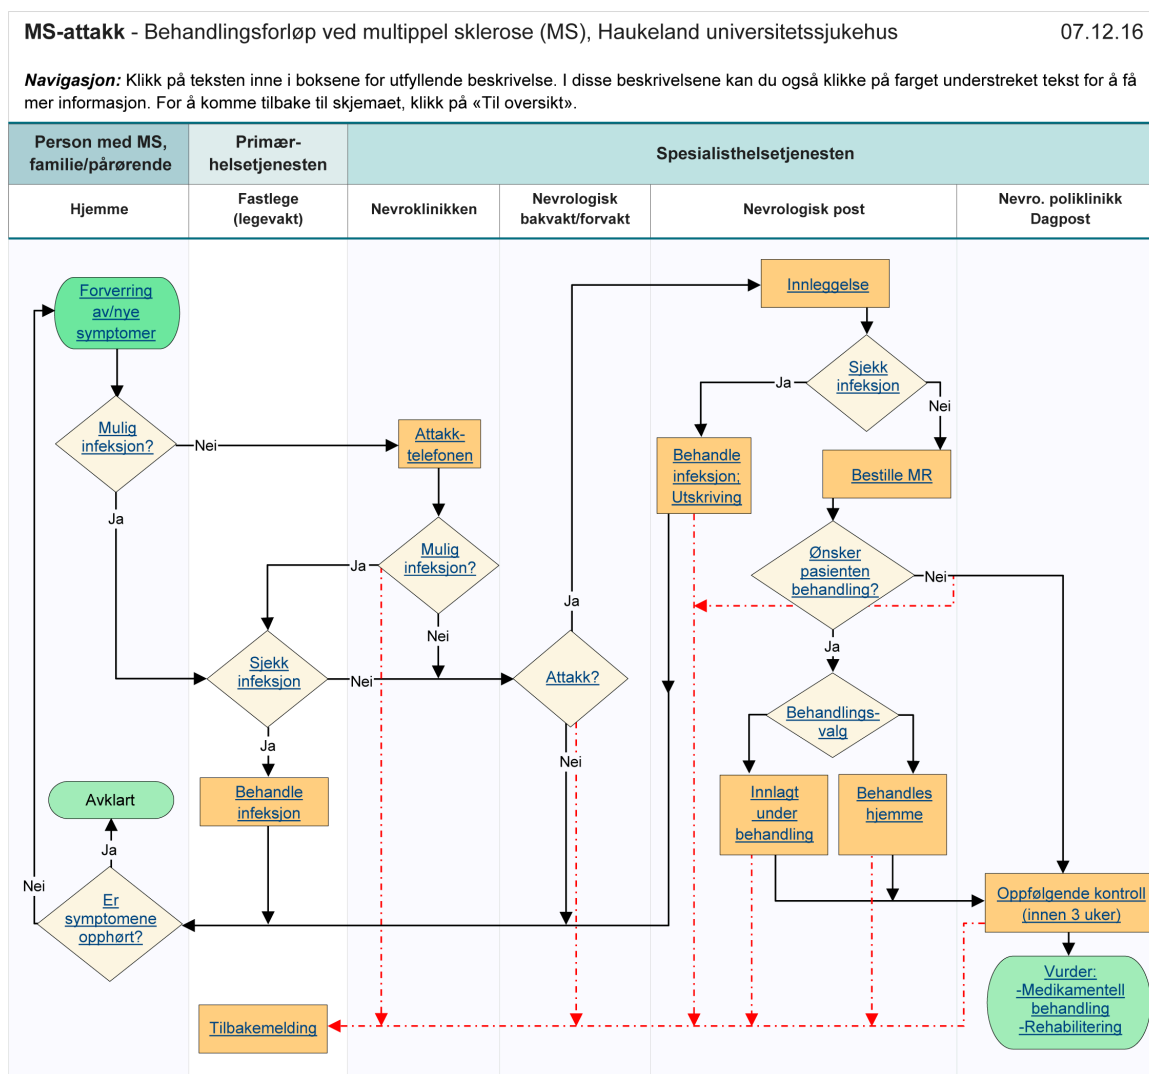 MS-attakk - Behandlingsforløp ved multippel sklerose (MS), Haukeland universitetssjukehus 07.12.16
Navigasjon: Klikk på teksten inne i boksene for utfyllende beskrivelse. I disse beskrivelsene kan du også klikke på farget understreket tekst for å få
mer informasjon. For å komme tilbake til skjemaet, klikk på «Til oversikt».
Person med MS,
familie/pårørende
Primær-
helsetjenesten
Spesialisthelsetjenesten
Hjemme
Fastlege
(legevakt)
Nevroklinikken
Nevrologisk
bakvakt/forvakt
Nevrologisk post
Nevro. poliklinikk
Dagpost
Forverring
av/nye
symptomer
Innleggelse
Sjekk
infeksjon
Ja
Nei
Mulig
infeksjon?
Nei
Attakk-
telefonen
Behandle
infeksjon;
Utskriving
Bestille MR
Ja
Mulig
infeksjon?
Ja
Nei
Ønsker
pasienten
behandling?
Nei
Ja
Ja
Sjekk
infeksjon
Nei
Attakk?
Behandlings-
valg
Ja
Nei
Behandle
infeksjon
Innlagt
under
behandling
Behandles
hjemme
Avklart
Ja
Nei
Er
symptomene
opphørt?
Oppfølgende kontroll
(innen 3 uker)
Vurder:
-Medikamentell
behandling
-Rehabilitering
Tilbakemelding